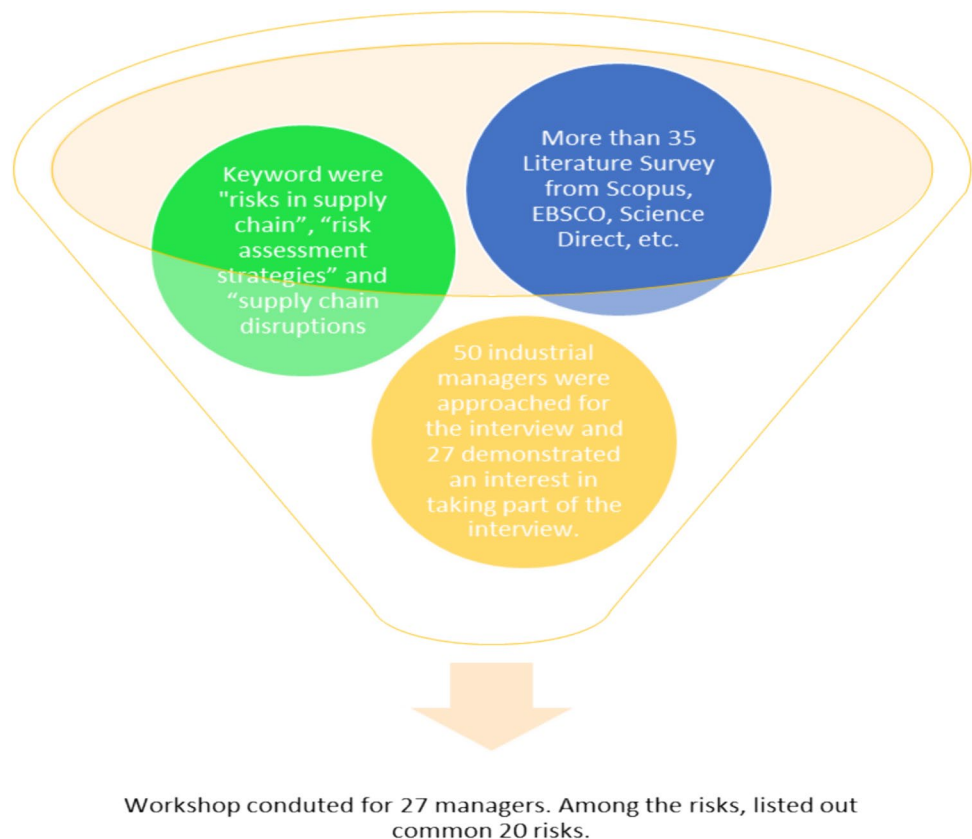 Keyword were
"risks in supply
chain”, “risk
assessment
strategies” and
“supply chain
disruptions
More than 35
Literature Survey
from Scopus,
EBSCO, Science
Direct, etc.
50 industrial
managers were
approached for
the interview and
27 demonstrated
an interest in
taking part of the
interview.
Workshop conduted for 27 managers. Among the risks, listed out
common 20 risks.